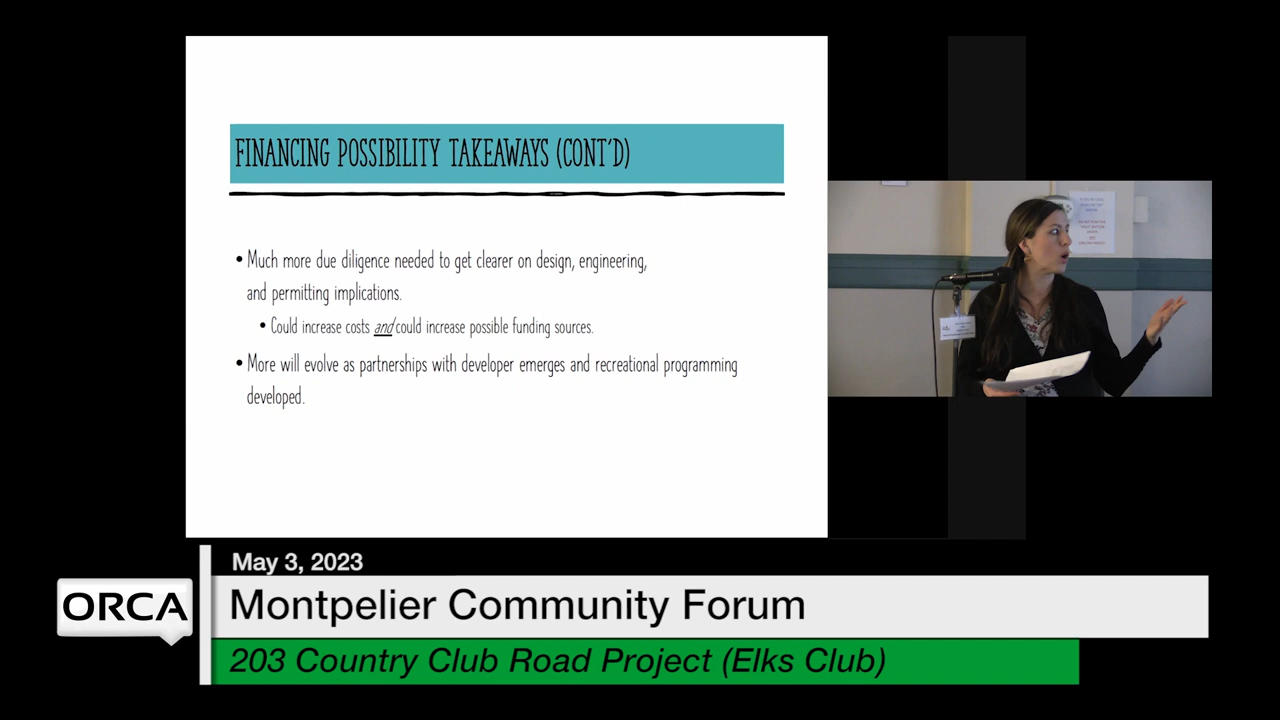 FINANCING POSSIBILITY TAKEAWAYS (CONT'D)
• Much more due diligence needed to get clearer on design, engineering,
and permitting implications.
• Could increase costs and could increase possible funding sources.
• More will evolve as partnerships with developer emerges and recreational programming
developed.
May 3, 2023
ORCA
Montpelier Community Forum
203 Country Club Road Project (Elks Club)